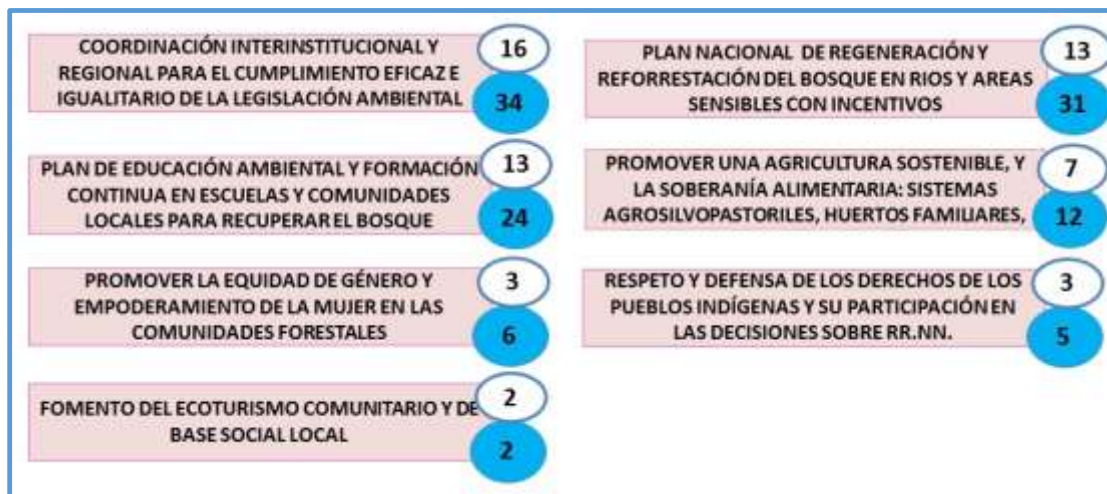 COORDINACIÓN INTERINSTITUCIONAL Y
REGIONAL PARA EL CUMPLIMIENTO EFICAZ E
IGUALITARIO DE LA LEGISLACIÓN AMBIENTAL
16
34
PLAN NACIONAL DE REGENERACIÓN Y
REFORRESTACIÓN DEL BOSQUE EN RIOS Y AREAS
SENSIBLES CON INCENTIVOS
13
31
PLAN DE EDUCACIÓN AMBIENTAL Y FORMACIÓN
CONTINUA EN ESCUELAS Y COMUNIDADES
LOCALES PARA RECUPERAR EL BOSQUE
13
24
PROMOVER UNA AGRICULTURA SOSTENIBLE, Y
LA SOBERANÍA ALIMENTARIA: SISTEMAS
AGROSILVOPASTORILES, HUERTOS FAMILIARES,
7
12
PROMOVER LA EQUIDAD DE GÉNERO Y
EMPODERAMIENTO DE LA MUJER EN LAS
COMUNIDADES FORESTALES
3
6
RESPETO Y DEFENSA DE LOS DERECHOS DE LOS
PUEBLOS INDÍGENAS Y SU PARTICIPACIÓN EN
LAS DECISIONES SOBRE RR.NN.
3
5
FOMENTO DEL ECOTURISMO COMUNITARIO Y DE
BASE SOCIAL LOCAL
2
2